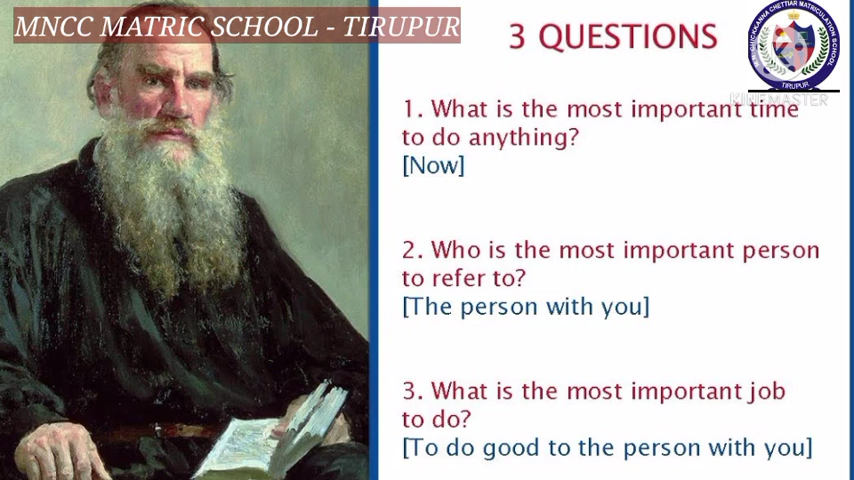 MNCC MATRIC SCHOOL - TIRUPUR
3 QUESTIONS
TIRUPUR
KINEMASTER
1. What is the most important time
to do anything?
[Now]
2. Who is the most important person
to refer to?
[The person with you]
3. What is the most important job
to do?
[To do good to the person with you]